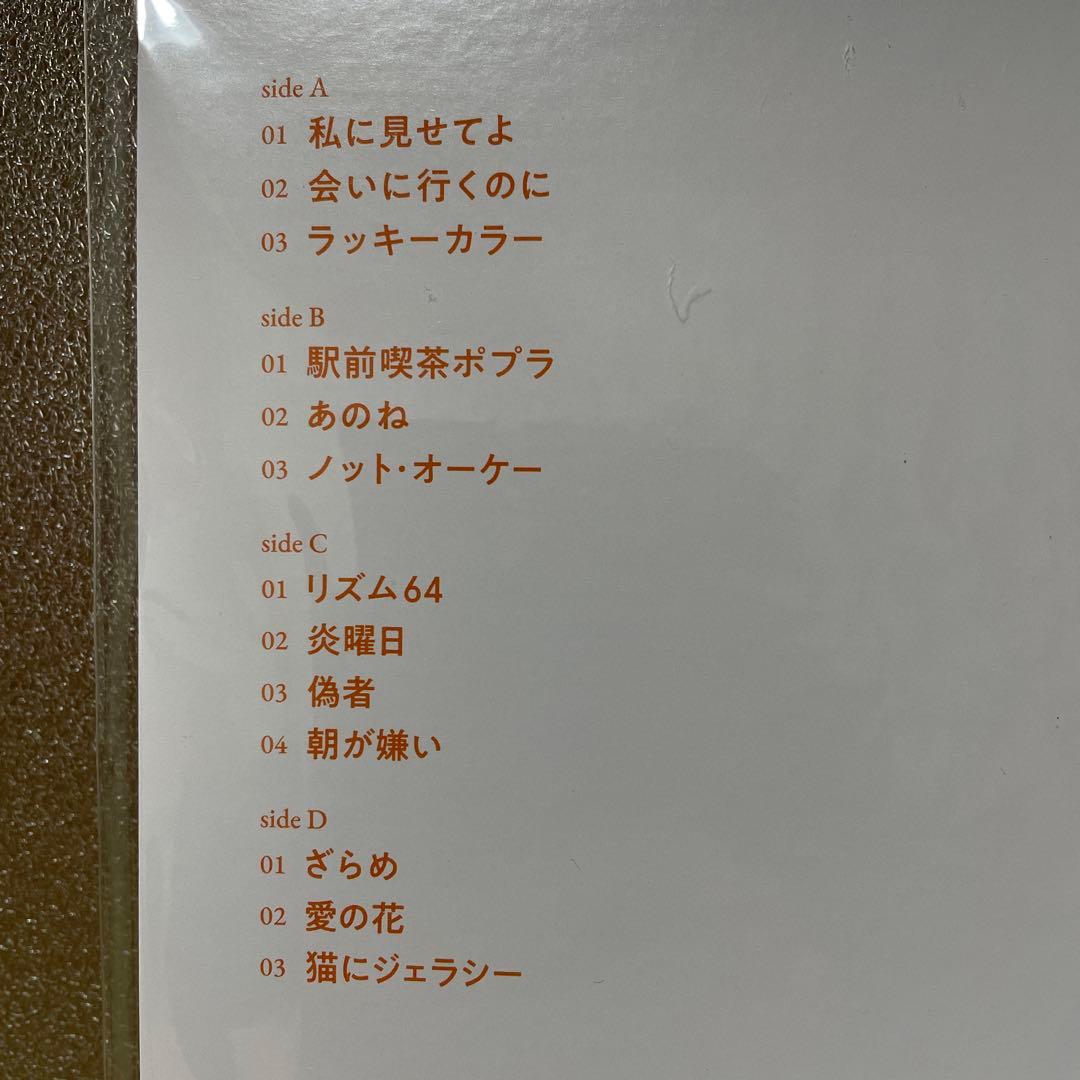 side A
01 私に見せてよ
02 会いに行くのに
03 ラッキーカラー
side B
01 駅前喫茶ポプラ
02 あのね
03 ノット・オーケー
side C
01 リズム64
02 炎曜日
03 偽者
04 朝が嫌い
side D
01 ざらめ
02 愛の花
03 猫にジェラシー